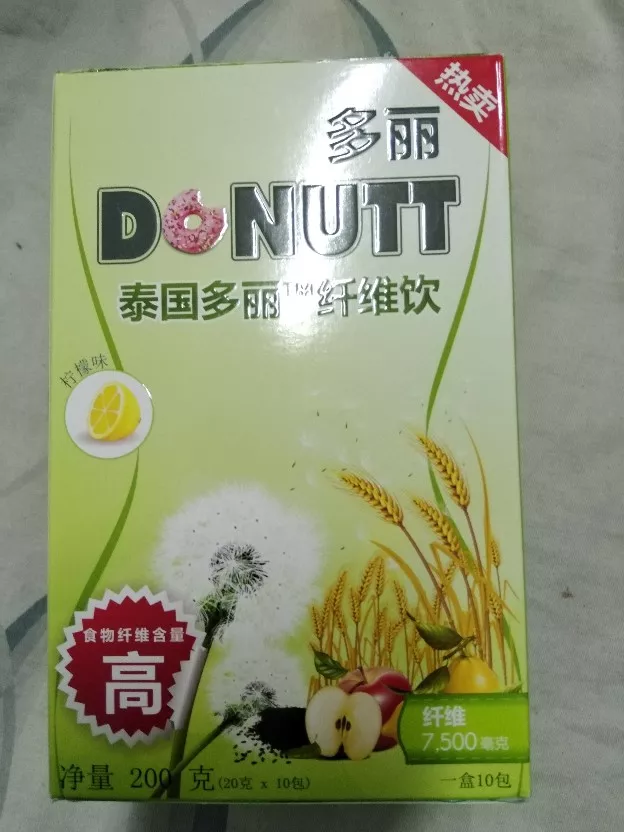 热卖
多丽
DONUTT
泰国多丽™纤维饮
柠檬味
食物纤维含量
高
纤维
7,500毫克
净量 200 克(20克 x 10包)
一盒10包